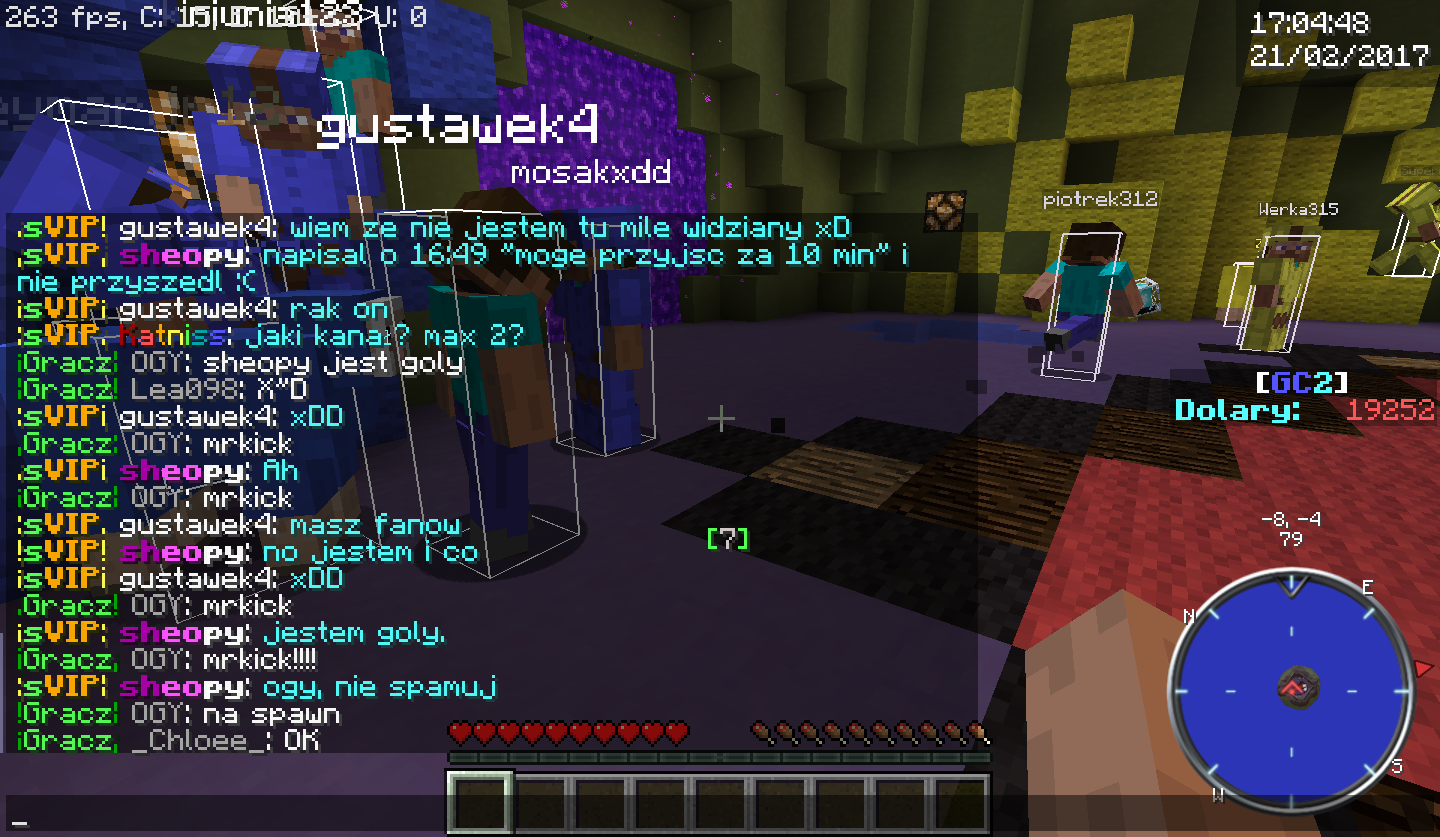 263 fps, C: U: 0
17:04:48
21/02/2017
gustawek4
mosakxdd
piotrek312
Werka315
sVIP gustawek4: wiem ze nie jestem tu mile widziany xD
sVIP sheopy: napisal o 16:49 "moge przyjsc za 10 min" i
nie przyszedl :C
sVIP gustawek4: rak on
sVIP Katniss: jaki kanal? max 2?
Gracz OGY: sheopy jest goly
Gracz Lea098: X"D
sVIP gustawek4: xDD
Gracz OGY: mrkick
sVIP sheopy: Ah
Gracz OGY: mrkick
sVIP gustawek4: masz fanow
sVIP sheopy: no jestem i co
sVIP gustawek4: xDD
Gracz OGY: mrkick
sVIP sheopy: jestem goly.
Gracz OGY: mrkick!!!!
sVIP sheopy: ogy, nie spamuj
Gracz OGY: na spawn
Gracz _Chloee_: OK
[GC2]
Dolary: 19252
[7]
-8, -4
79
N
E
S
W
_